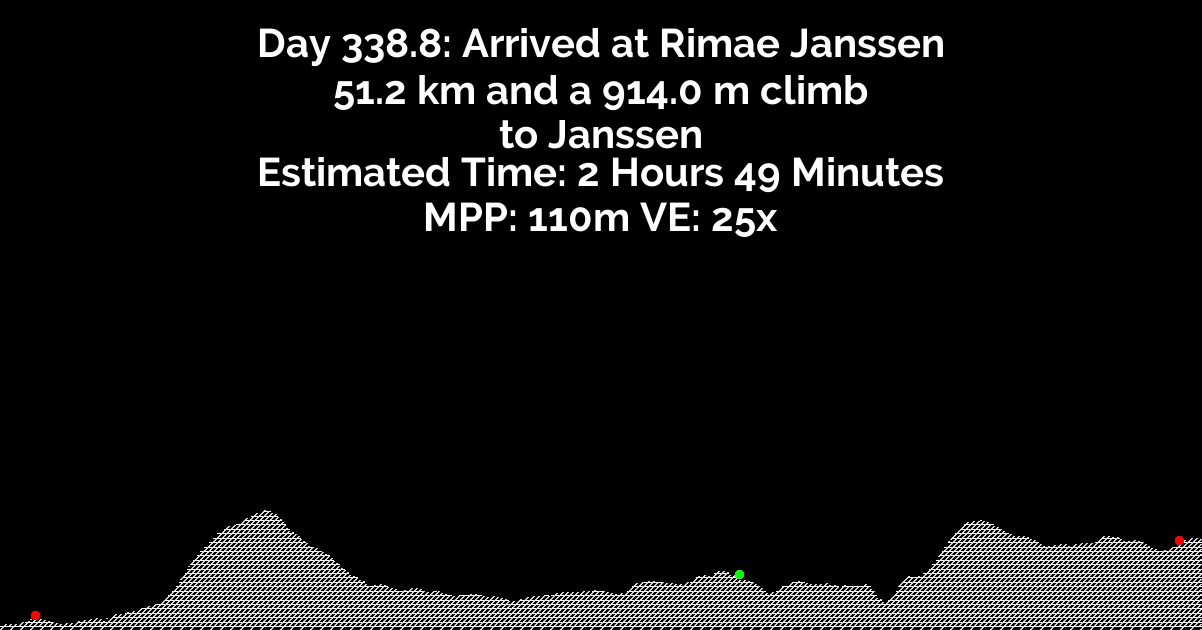 Day 338.8: Arrived at Rimae Janssen
51.2 km and a 914.0 m climb
to Janssen
Estimated Time: 2 Hours 49 Minutes
MPP: 110m VE: 25x